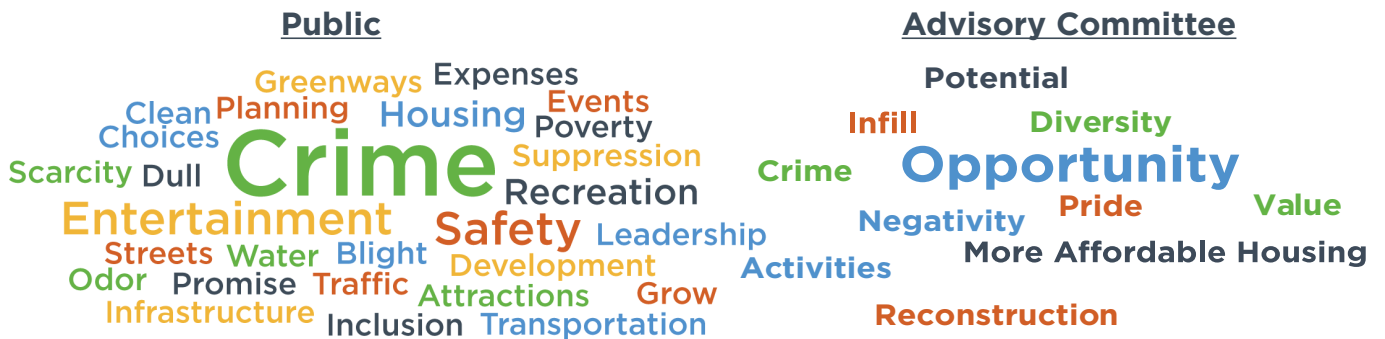 Public
Greenways
Expenses
Clean
Planning
Housing
Events
Choices
Poverty
Scarcity
Dull
Crime
Suppression
Recreation
Entertainment
Safety
Leadership
Streets
Water
Blight
Development
Odor
Promise
Traffic
Attractions
Grow
Infrastructure
Inclusion
Transportation
Advisory Committee
Potential
Infill
Diversity
Crime
Opportunity
Negativity
Pride
Value
More Affordable Housing
Activities
Reconstruction